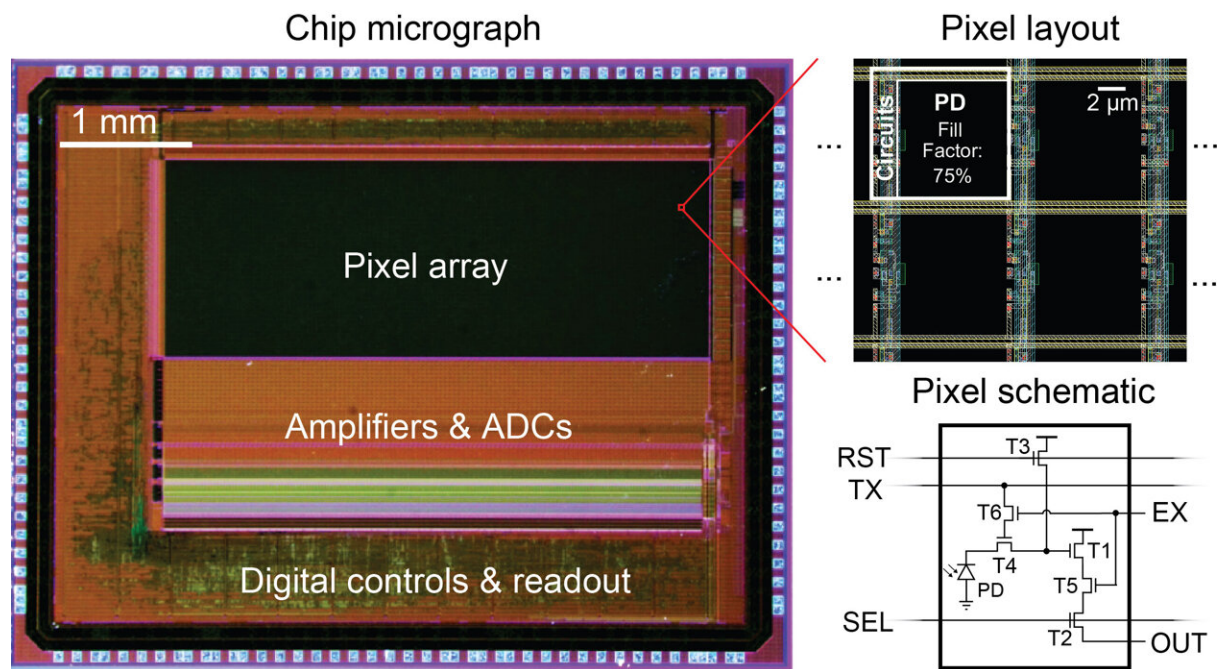 Chip micrograph
1 mm
Pixel array
Amplifiers & ADCs
Digital controls & readout
Pixel layout
Circuits
PD
Fill
Factor:
75%
2 μm
...
...
...
...
Pixel schematic
RST
T3
TX
T6
EX
T4
T1
PD
T5
SEL
T2
OUT